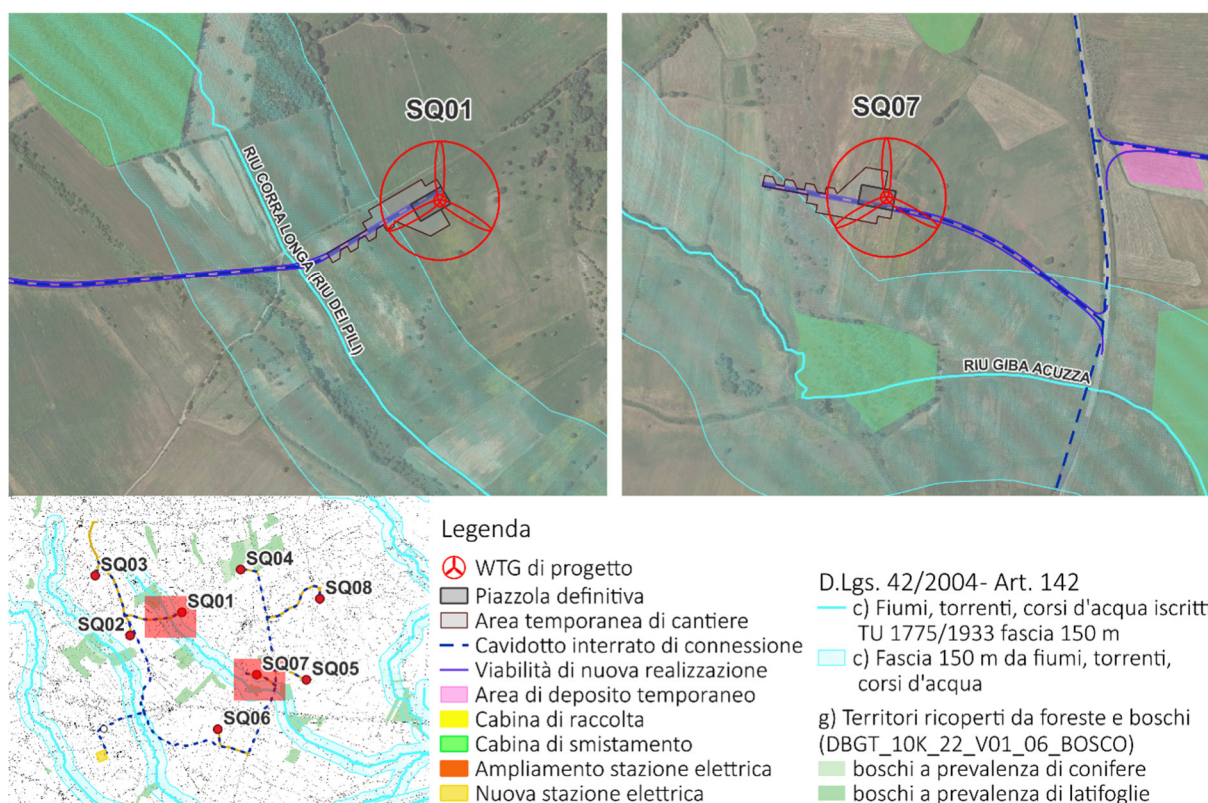 SQ01
RIU CORRA LONGA (RIU DEI PILI)
SQ07
RIU GIBA ACUZZA
SQ03
SQ04
SQ01
SQ08
SQ02
SQ07
SQ05
SQ06
Legenda
WTG di progetto
Piazzola definitiva
Area temporanea di cantiere
Cavidotto interrato di connessione
Viabilità di nuova realizzazione
Area di deposito temporaneo
Cabina di raccolta
Cabina di smistamento
Ampliamento stazione elettrica
Nuova stazione elettrica
D.Lgs. 42/2004- Art. 142
c) Fiumi, torrenti, corsi d'acqua iscritt
TU 1775/1933 fascia 150 m
c) Fascia 150 m da fiumi, torrenti,
corsi d'acqua
g) Territori ricoperti da foreste e boschi
(DBGT_10K_22_V01_06_BOSCO)
boschi a prevalenza di conifere
boschi a prevalenza di latifoglie